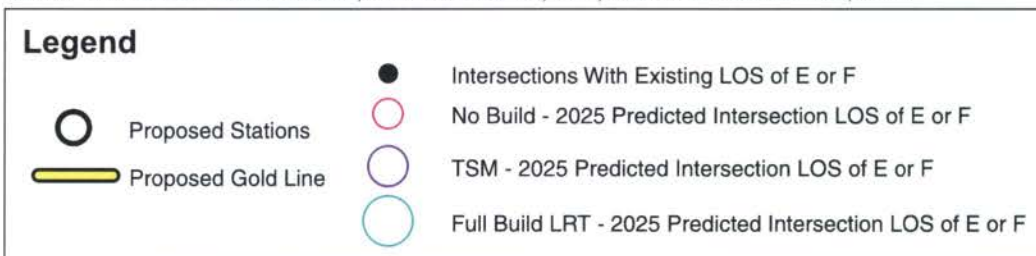 Legend
Proposed Stations
Proposed Gold Line
Intersections With Existing LOS of E or F
No Build - 2025 Predicted Intersection LOS of E or F
TSM - 2025 Predicted Intersection LOS of E or F
Full Build LRT - 2025 Predicted Intersection LOS of E or F